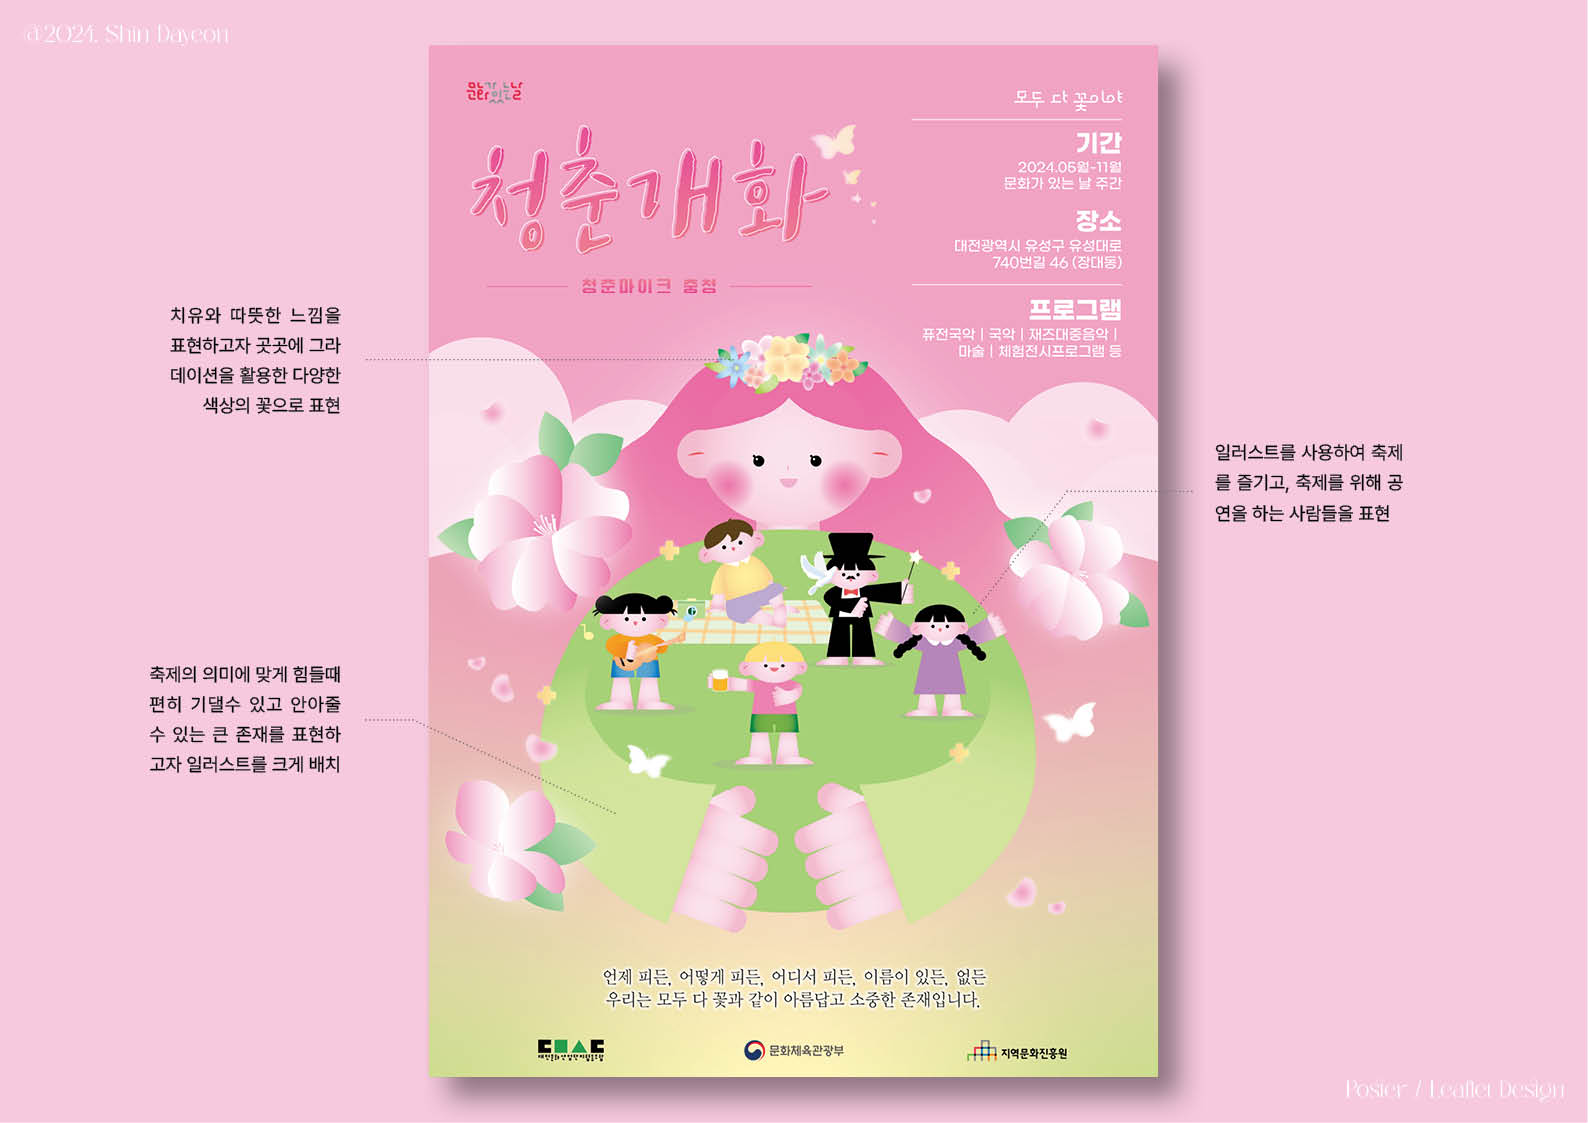 @2024. Shin Dayeon
문화가있는날
청춘개화
청춘마이크 충청
모두 다 꽃이야
기간
2024.05월-11월
문화가 있는 날 주간
장소
대전광역시 유성구 유성대로
740번길 46 (장대동)
프로그램
퓨전국악 | 국악 | 재즈대중음악 |
마술 | 체험전시프로그램 등
치유와 따뜻한 느낌을
표현하고자 곳곳에 그라
데이션을 활용한 다양한
색상의 꽃으로 표현
일러스트를 사용하여 축제
를 즐기고, 축제를 위해 공
연을 하는 사람들을 표현
축제의 의미에 맞게 힘들때
편히 기댈수 있고 안아줄
수 있는 큰 존재를 표현하
고자 일러스트를 크게 배치
언제 피든, 어떻게 피든, 어디서 피든, 이름이 있든, 없든
우리는 모두 다 꽃과 같이 아름답고 소중한 존재입니다.
문화체육관광부
지역문화진흥원
Poster / Leaflet Design